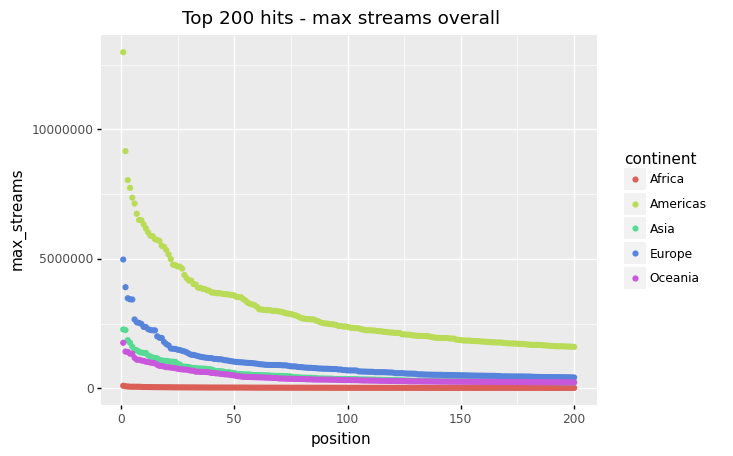 Top 200 hits - max streams overall
max_streams
10000000
5000000
0
0 50 100 150 200
position
continent
Africa
Americas
Asia
Europe
Oceania